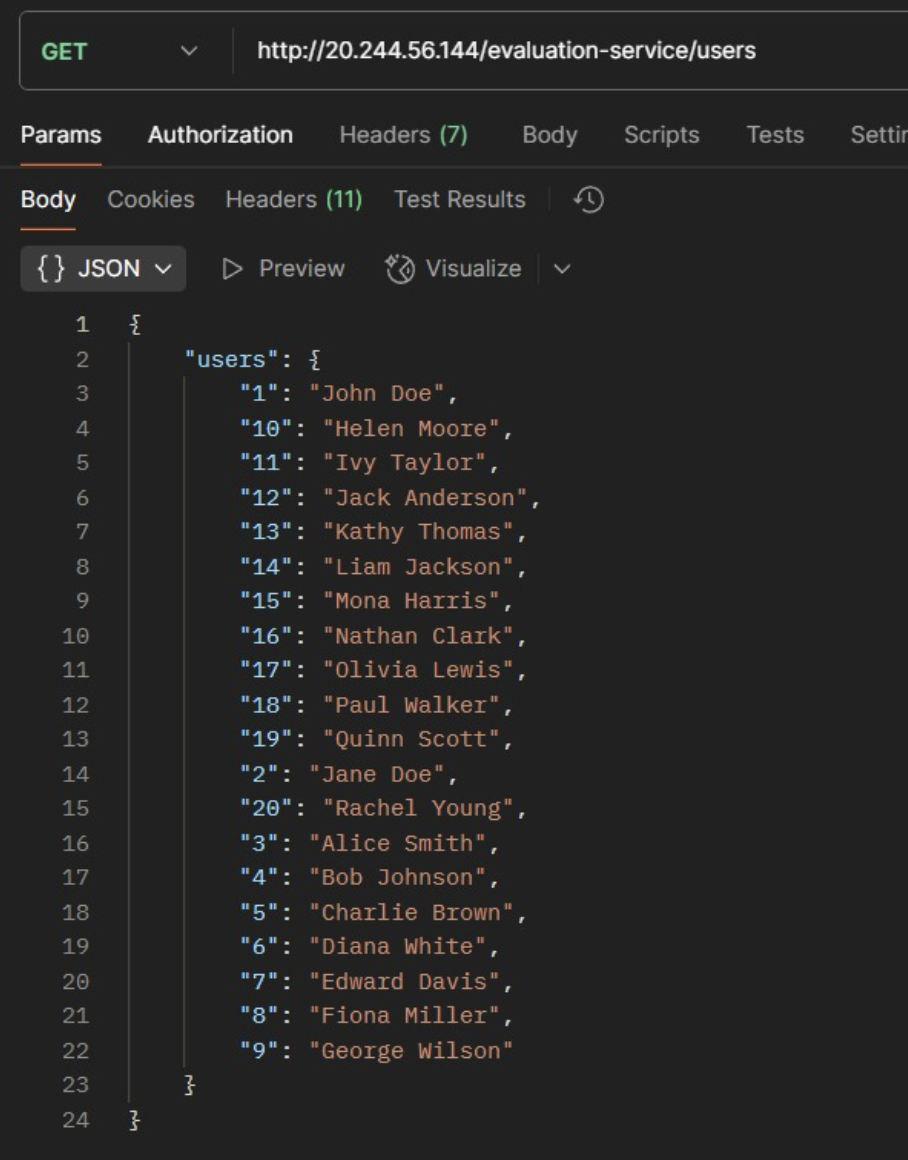 GET http://20.244.56.144/evaluation-service/users
Params Authorization Headers (7) Body Scripts Tests Settin
Body Cookies Headers (11) Test Results
{} JSON Preview Visualize
1 {
2 "users": {
3 "1": "John Doe",
4 "10": "Helen Moore",
5 "11": "Ivy Taylor",
6 "12": "Jack Anderson",
7 "13": "Kathy Thomas",
8 "14": "Liam Jackson",
9 "15": "Mona Harris",
10 "16": "Nathan Clark",
11 "17": "Olivia Lewis",
12 "18": "Paul Walker",
13 "19": "Quinn Scott",
14 "2": "Jane Doe",
15 "20": "Rachel Young",
16 "3": "Alice Smith",
17 "4": "Bob Johnson",
18 "5": "Charlie Brown",
19 "6": "Diana White",
20 "7": "Edward Davis",
21 "8": "Fiona Miller",
22 "9": "George Wilson"
23 }
24 }